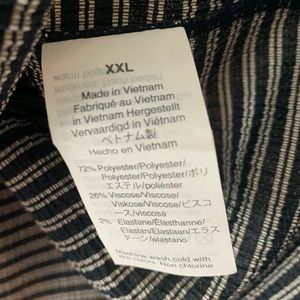 XXL
Made in Vietnam
Fabriqué au Vietnam
in Vietnam Hergestellt
Vervaardigd in Vietnam
ベトナム製
Hecho en Vietnam
72% Polyester/Polyester/
Polyester/Polyester/ポリ
エステル/poliéster
26% Viscose/Viscose/
Viskose/Viscose/ビスコ
ース/viscosa
2% Elastane/Élasthanne/
Elastan/Elastaan/エラス
テーン/elastano
Machine wash cold with
like colors. Non chlorine